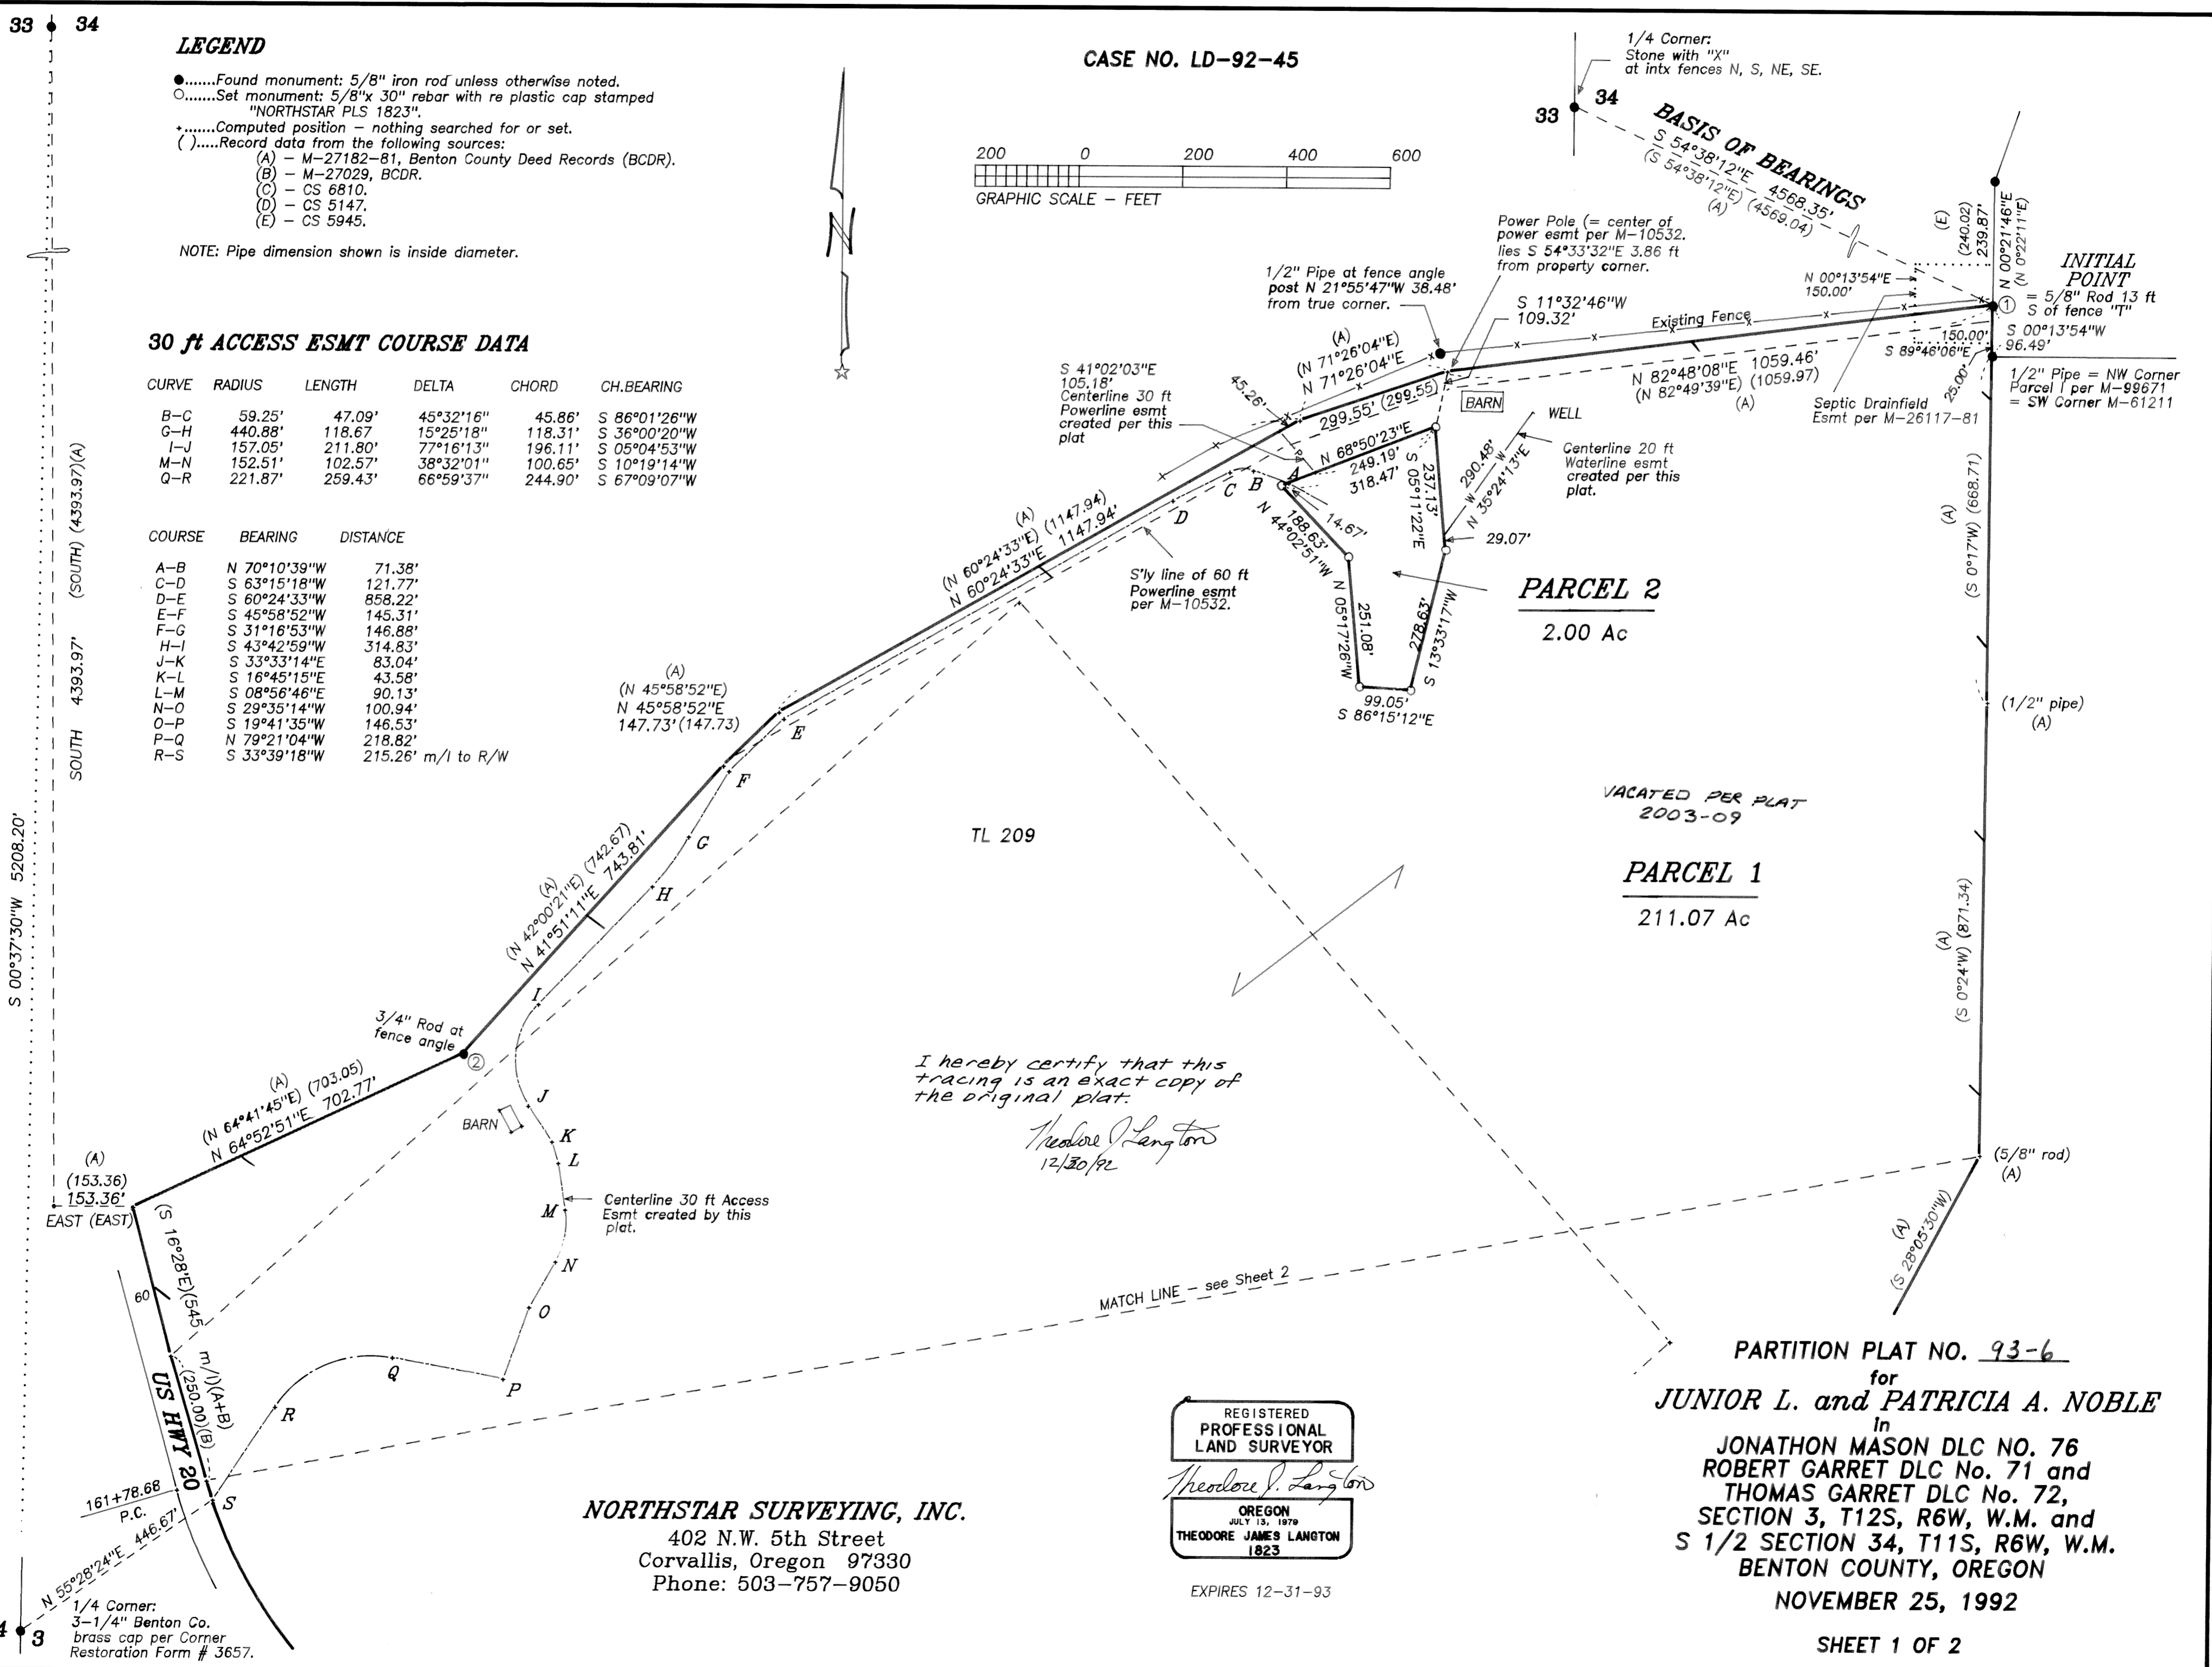 33 34
LEGEND
●.......Found monument: 5/8" iron rod unless otherwise noted.
○.......Set monument: 5/8"x 30" rebar with re plastic cap stamped
"NORTHSTAR PLS 1823".
+.......Computed position – nothing searched for or set.
( ).....Record data from the following sources:
(A) – M-27182-81, Benton County Deed Records (BCDR).
(B) – M-27029, BCDR.
(C) – CS 6810.
(D) – CS 5147.
(E) – CS 5945.
NOTE: Pipe dimension shown is inside diameter.
30 ft ACCESS ESMT COURSE DATA
CURVE RADIUS LENGTH DELTA CHORD CH.BEARING
B-C 59.25' 47.09' 45°32'16" 45.86' S 86°01'26"W
G-H 440.88' 118.67 15°25'18" 118.31' S 36°00'20"W
I-J 157.05' 211.80' 77°16'13" 196.11' S 05°04'53"W
M-N 152.51' 102.57' 38°32'01" 100.65' S 10°19'14"W
Q-R 221.87' 259.43' 66°59'37" 244.90' S 67°09'07"W
COURSE BEARING DISTANCE
A-B N 70°10'39"W 71.38'
C-D S 63°15'18"W 121.77'
D-E S 60°24'33"W 858.22'
E-F S 45°58'52"W 145.31'
F-G S 31°16'53"W 146.88'
H-I S 43°42'59"W 314.83'
J-K S 33°33'14"E 83.04'
K-L S 16°45'15"E 43.58'
L-M S 08°56'46"E 90.13'
N-O S 29°35'14"W 100.94'
O-P S 19°41'35"W 146.53'
P-Q N 79°21'04"W 218.82'
R-S S 33°39'18"W 215.26' m/l to R/W
S 00°37'30"W 5208.20'
SOUTH 4393.97' (SOUTH) (4393.97)(A)
CASE NO. LD-92-45
N
200 0 200 400 600
GRAPHIC SCALE – FEET
1/4 Corner:
Stone with "X"
at intx fences N, S, NE, SE.
34
33
BASIS OF BEARINGS
S 54°38'12"E 4568.35'
(S 54°38'12"E) (4569.04)
(A)
(E)
(240.02)
239.87'
N 00°21'46"E
(N 0°22'11"E)
INITIAL
POINT
1
= 5/8" Rod 13 ft
S of fence "T"
S 00°13'54"W
96.49'
N 00°13'54"E
150.00'
150.00'
S 89°46'06"E
25.00'
1/2" Pipe = NW Corner
Parcel I per M-99671
= SW Corner M-61211
Septic Drainfield
Esmt per M-26117-81
Power Pole (= center of
power esmt per M-10532.
lies S 54°33'32"E 3.86 ft
from property corner.
1/2" Pipe at fence angle
post N 21°55'47"W 38.48'
from true corner.
S 11°32'46"W
109.32'
Existing Fence
N 82°48'08"E 1059.46'
(N 82°49'39"E) (1059.97)
(A)
(A)
(N 71°26'04"E)
N 71°26'04"E
299.55' (299.55)
45.26'
S 41°02'03"E
105.18'
Centerline 30 ft
Powerline esmt
created per this
plat
BARN
WELL
Centerline 20 ft
Waterline esmt
created per this
plat.
290.48'
W W
N 35°24'13"E
N 68°50'23"E
249.19'
318.47'
237.13'
S 05°11'22"E
29.07'
14.67'
188.63'
N 44°02'51"W
251.08'
N 05°17'26"W
278.63'
S 13°33'17"W
99.05'
S 86°15'12"E
PARCEL 2
2.00 Ac
A
P
B
C
D
S'ly line of 60 ft
Powerline esmt
per M-10532.
(A)
(N 60°24'33"E) (1147.94)
N 60°24'33"E 1147.94'
(A)
(N 45°58'52"E)
N 45°58'52"E
147.73' (147.73)
E
F
G
H
I
(A)
(N 42°00'21"E) (742.67)
N 41°51'11"E 743.81'
3/4" Rod at
fence angle
2
(A)
(N 64°41'45"E) (703.05)
N 64°52'51"E 702.77'
(A)
(153.36)
153.36'
EAST (EAST)
(S 16°28'E)(545
m/l)(A+B)
(250.00)(B)
60
US HWY 20
161+78.68
P.C.
N 55°28'24"E 446.67'
1/4 Corner:
3-1/4" Benton Co.
brass cap per Corner
Restoration Form # 3657.
4 3
BARN
J
K
L
M
N
O
P
Q
R
S
Centerline 30 ft Access
Esmt created by this
plat.
TL 209
VACATED PER PLAT
2003-09
PARCEL 1
211.07 Ac
(A)
(S 0°17'W) (668.71)
(1/2" pipe)
(A)
(A)
(S 0°24'W) (871.34)
(5/8" rod)
(A)
(A)
(S 28°05'30"W)
MATCH LINE – see Sheet 2
I hereby certify that this
tracing is an exact copy of
the original plat.
Theodore J Langton
12/30/92
NORTHSTAR SURVEYING, INC.
402 N.W. 5th Street
Corvallis, Oregon 97330
Phone: 503-757-9050
REGISTERED
PROFESSIONAL
LAND SURVEYOR
Theodore J. Langton
OREGON
JULY 13, 1979
THEODORE JAMES LANGTON
1823
EXPIRES 12-31-93
PARTITION PLAT NO. 93-6
for
JUNIOR L. and PATRICIA A. NOBLE
in
JONATHON MASON DLC NO. 76
ROBERT GARRET DLC No. 71 and
THOMAS GARRET DLC No. 72,
SECTION 3, T12S, R6W, W.M. and
S 1/2 SECTION 34, T11S, R6W, W.M.
BENTON COUNTY, OREGON
NOVEMBER 25, 1992
SHEET 1 OF 2